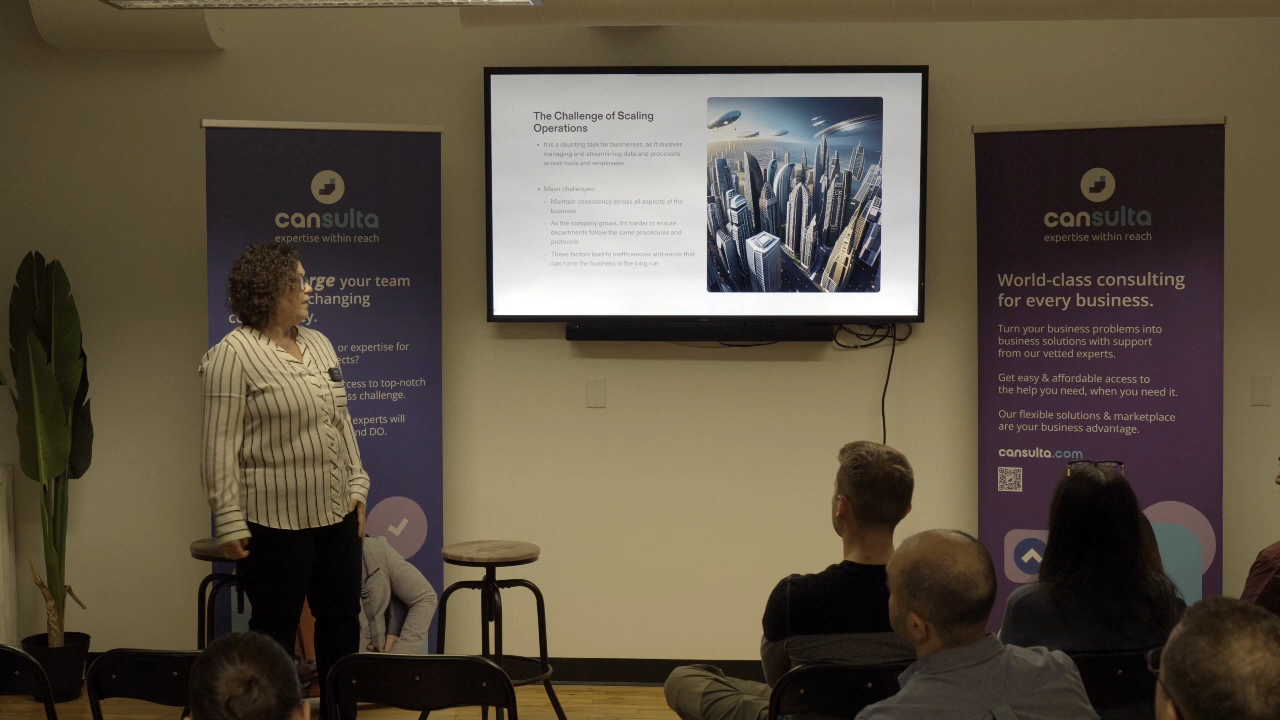 The Challenge of Scaling
Operations
• It is a daunting task for businesses, as it involves
managing and streamlining data and processes
across tools and employees
• Major challenges:
- Maintain consistency across all aspects of the
business
- As the company grows, it's harder to ensure
departments follow the same procedures and
protocols
- These factors lead to inefficiencies and errors that
can harm the business in the long run
cansulta
expertise within reach
rge your team
changing
y.
or expertise for
ects?
ccess to top-notch
ss challenge.
experts will
nd DO.
cansulta
expertise within reach
World-class consulting
for every business.
Turn your business problems into
business solutions with support
from our vetted experts.
Get easy & affordable access to
the help you need, when you need it.
Our flexible solutions & marketplace
are your business advantage.
cansulta.com